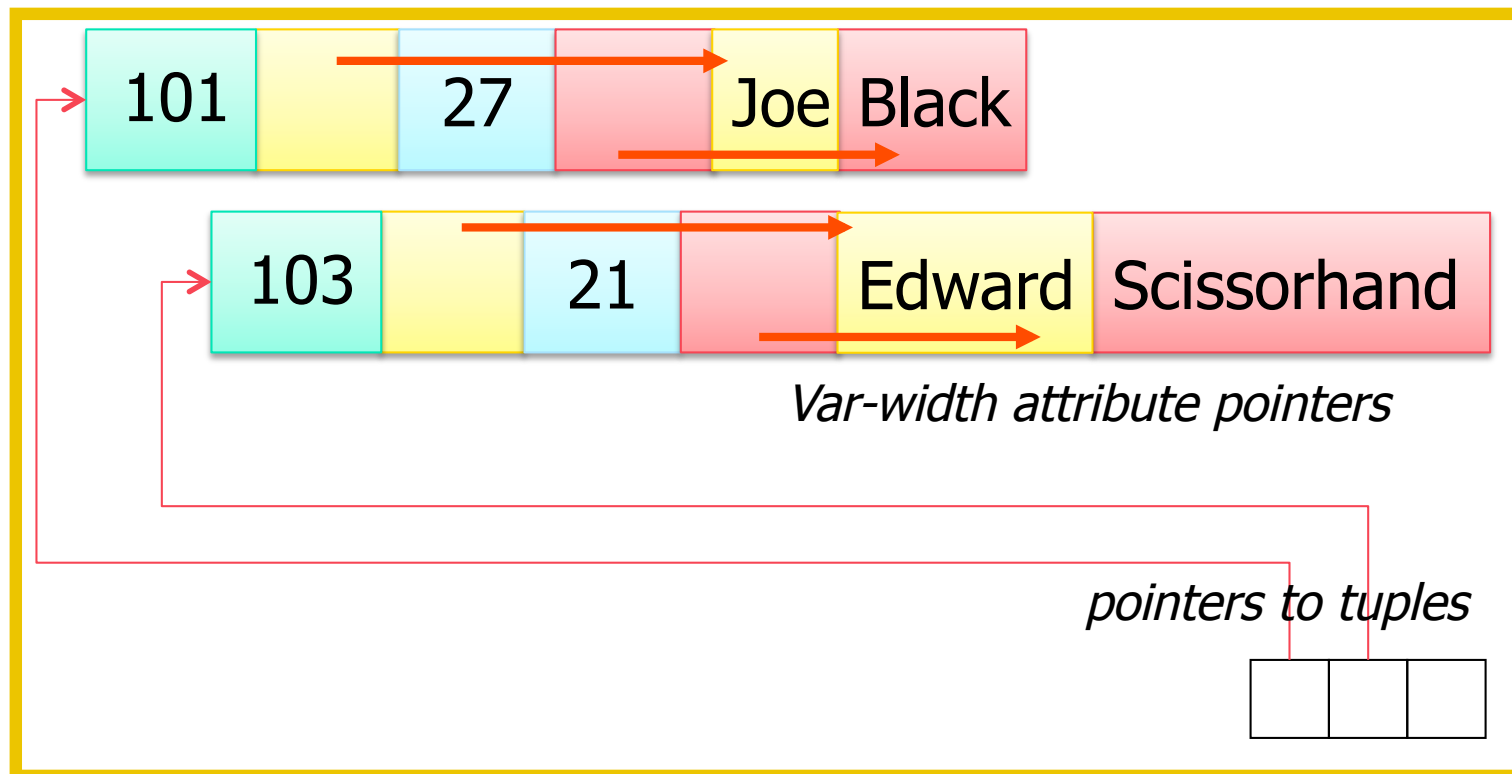 101 27 Joe Black
103 21 Edward Scissorhand
Var-width attribute pointers
pointers to tuples